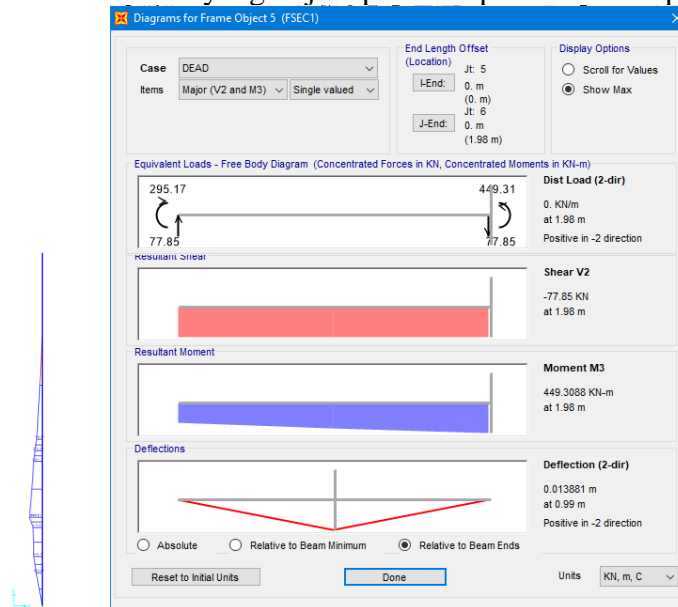 Diagrams for Frame Object 5 (FSEC1)
Case DEAD
Items Major (V2 and M3) Single valued
End Length Offset
(Location)
Jt: 5
I-End: 0. m
(0. m)
Jt: 6
J-End: 0. m
(1.98 m)
Display Options
Scroll for Values
Show Max
Equivalent Loads - Free Body Diagram (Concentrated Forces in KN, Concentrated Moments in KN-m)
295.17 449.31
77.85 77.85
Dist Load (2-dir)
0. KN/m
at 1.98 m
Positive in -2 direction
Resultant Shear
Shear V2
-77.85 KN
at 1.98 m
Resultant Moment
Moment M3
449.3088 KN-m
at 1.98 m
Deflections
Deflection (2-dir)
0.013881 m
at 0.99 m
Positive in -2 direction
Absolute Relative to Beam Minimum Relative to Beam Ends
Reset to Initial Units Done Units KN, m, C